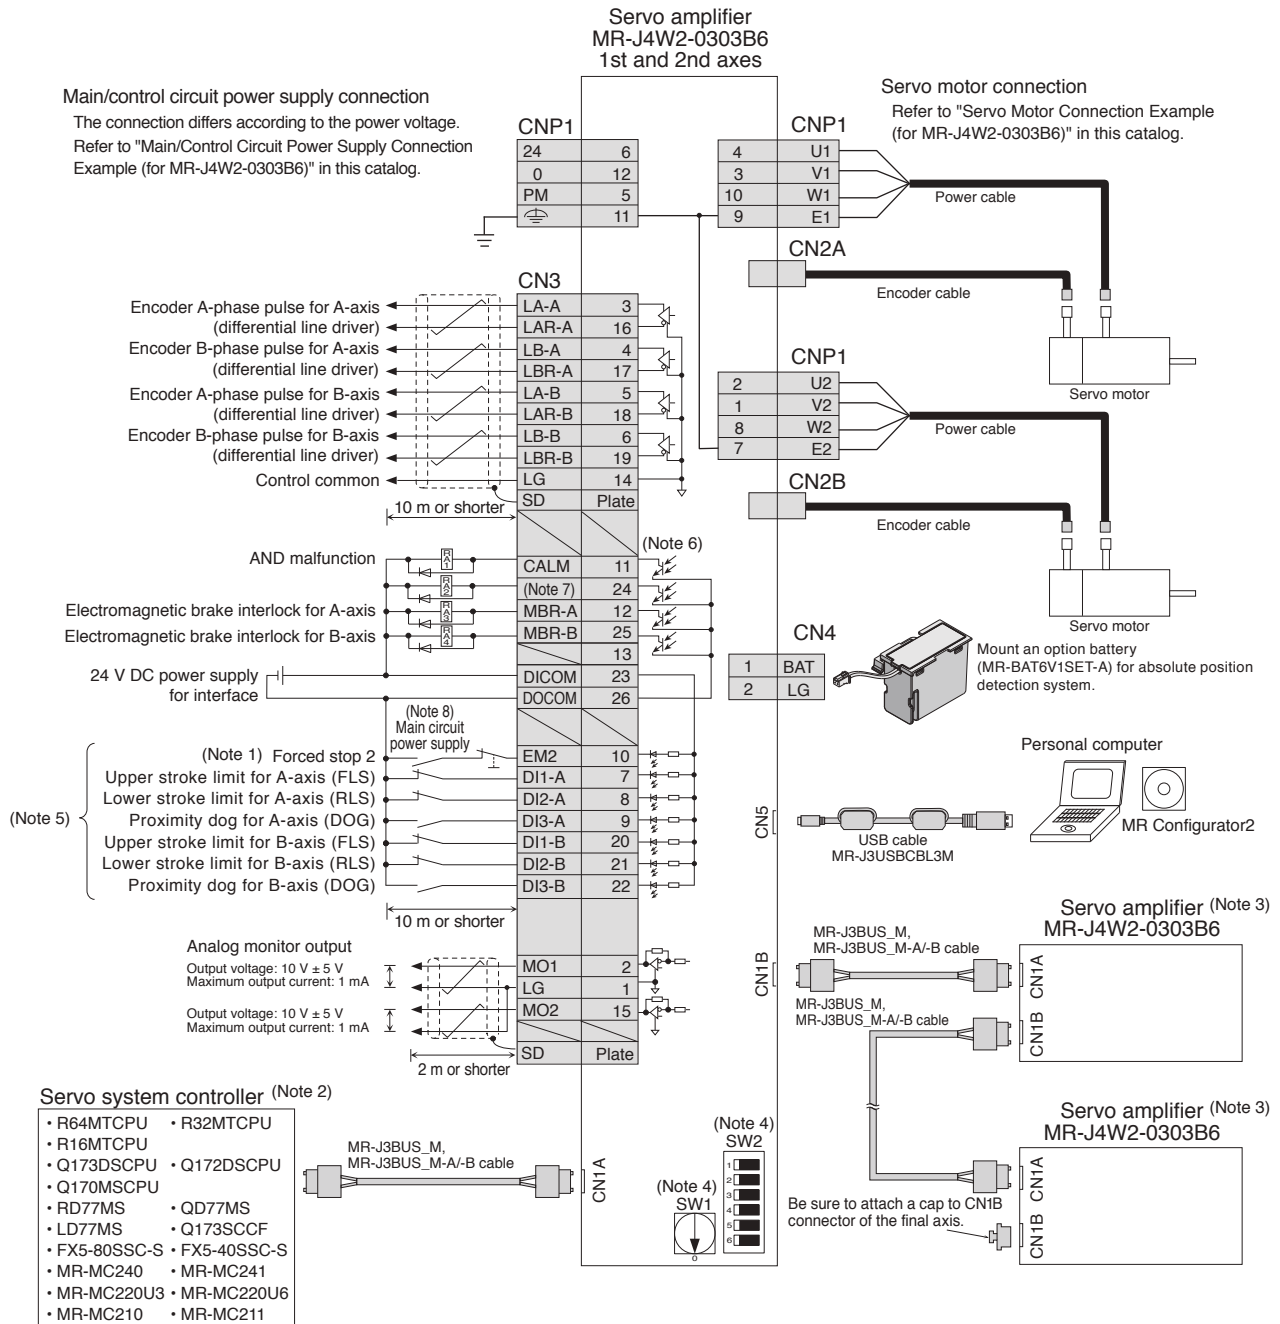 Servo amplifier
MR-J4W2-0303B6
1st and 2nd axes
Main/control circuit power supply connection
The connection differs according to the power voltage.
Refer to "Main/Control Circuit Power Supply Connection
Example (for MR-J4W2-0303B6)" in this catalog.
Servo motor connection
Refer to "Servo Motor Connection Example
(for MR-J4W2-0303B6)" in this catalog.
CNP1
24 6
0 12
PM 5
11
CNP1
4 U1
3 V1
10 W1
9 E1
Power cable
CN2A
Encoder cable
Servo motor
CNP1
2 U2
1 V2
8 W2
7 E2
Power cable
CN2B
Encoder cable
Servo motor
CN3
Encoder A-phase pulse for A-axis LA-A 3
(differential line driver) LAR-A 16
Encoder B-phase pulse for A-axis LB-A 4
(differential line driver) LBR-A 17
Encoder A-phase pulse for B-axis LA-B 5
(differential line driver) LAR-B 18
Encoder B-phase pulse for B-axis LB-B 6
(differential line driver) LBR-B 19
Control common LG 14
SD Plate
10 m or shorter
(Note 6)
AND malfunction RA1 CALM 11
RA2 (Note 7) 24
Electromagnetic brake interlock for A-axis RA3 MBR-A 12
Electromagnetic brake interlock for B-axis RA4 MBR-B 25
13
24 V DC power supply DICOM 23
for interface DOCOM 26
(Note 8)
Main circuit
power supply
(Note 1) Forced stop 2 EM2 10
Upper stroke limit for A-axis (FLS) DI1-A 7
Lower stroke limit for A-axis (RLS) DI2-A 8
(Note 5)
Proximity dog for A-axis (DOG) DI3-A 9
Upper stroke limit for B-axis (FLS) DI1-B 20
Lower stroke limit for B-axis (RLS) DI2-B 21
Proximity dog for B-axis (DOG) DI3-B 22
10 m or shorter
Analog monitor output
Output voltage: 10 V ± 5 V
Maximum output current: 1 mA
Output voltage: 10 V ± 5 V
Maximum output current: 1 mA
MO1 2
LG 1
MO2 15
SD Plate
2 m or shorter
CN4
1 BAT
2 LG
Mount an option battery
(MR-BAT6V1SET-A) for absolute position
detection system.
Personal computer
MR Configurator2
CN5
USB cable
MR-J3USBCBL3M
Servo amplifier (Note 3)
MR-J4W2-0303B6
MR-J3BUS_M,
MR-J3BUS_M-A/-B cable
CN1B
CN1A
MR-J3BUS_M,
MR-J3BUS_M-A/-B cable
CN1B
Servo amplifier (Note 3)
MR-J4W2-0303B6
CN1A
Be sure to attach a cap to CN1B
connector of the final axis.
CN1B
Servo system controller (Note 2)
• R64MTCPU • R32MTCPU
• R16MTCPU
• Q173DSCPU • Q172DSCPU
• Q170MSCPU
• RD77MS • QD77MS
• LD77MS • Q173SCCF
• FX5-80SSC-S • FX5-40SSC-S
• MR-MC240 • MR-MC241
• MR-MC220U3 • MR-MC220U6
• MR-MC210 • MR-MC211
MR-J3BUS_M,
MR-J3BUS_M-A/-B cable
CN1A
(Note 4)
SW1
0
(Note 4)
SW2
1
2
3
4
5
6